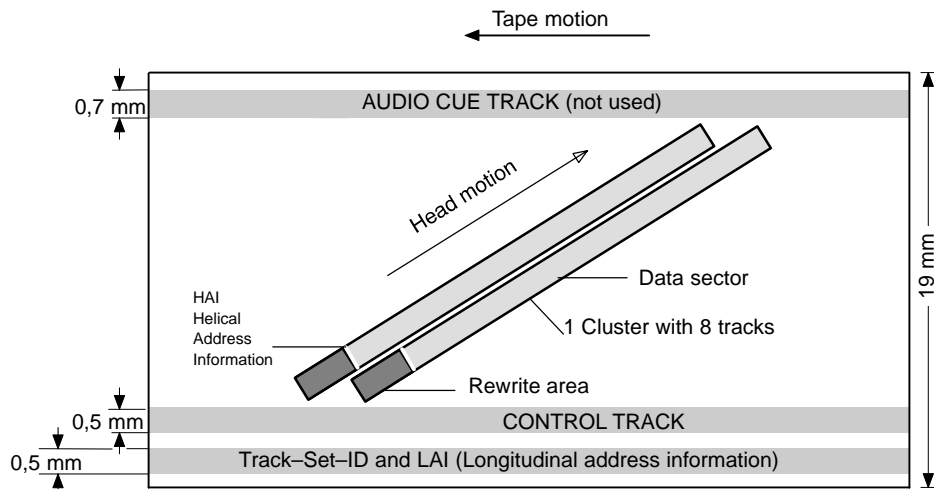 Tape motion
0,7 mm
AUDIO CUE TRACK (not used)
Head motion
19 mm
Data sector
HAI
Helical
Address
Information
1 Cluster with 8 tracks
Rewrite area
0,5 mm
CONTROL TRACK
0,5 mm
Track–Set–ID and LAI (Longitudinal address information)